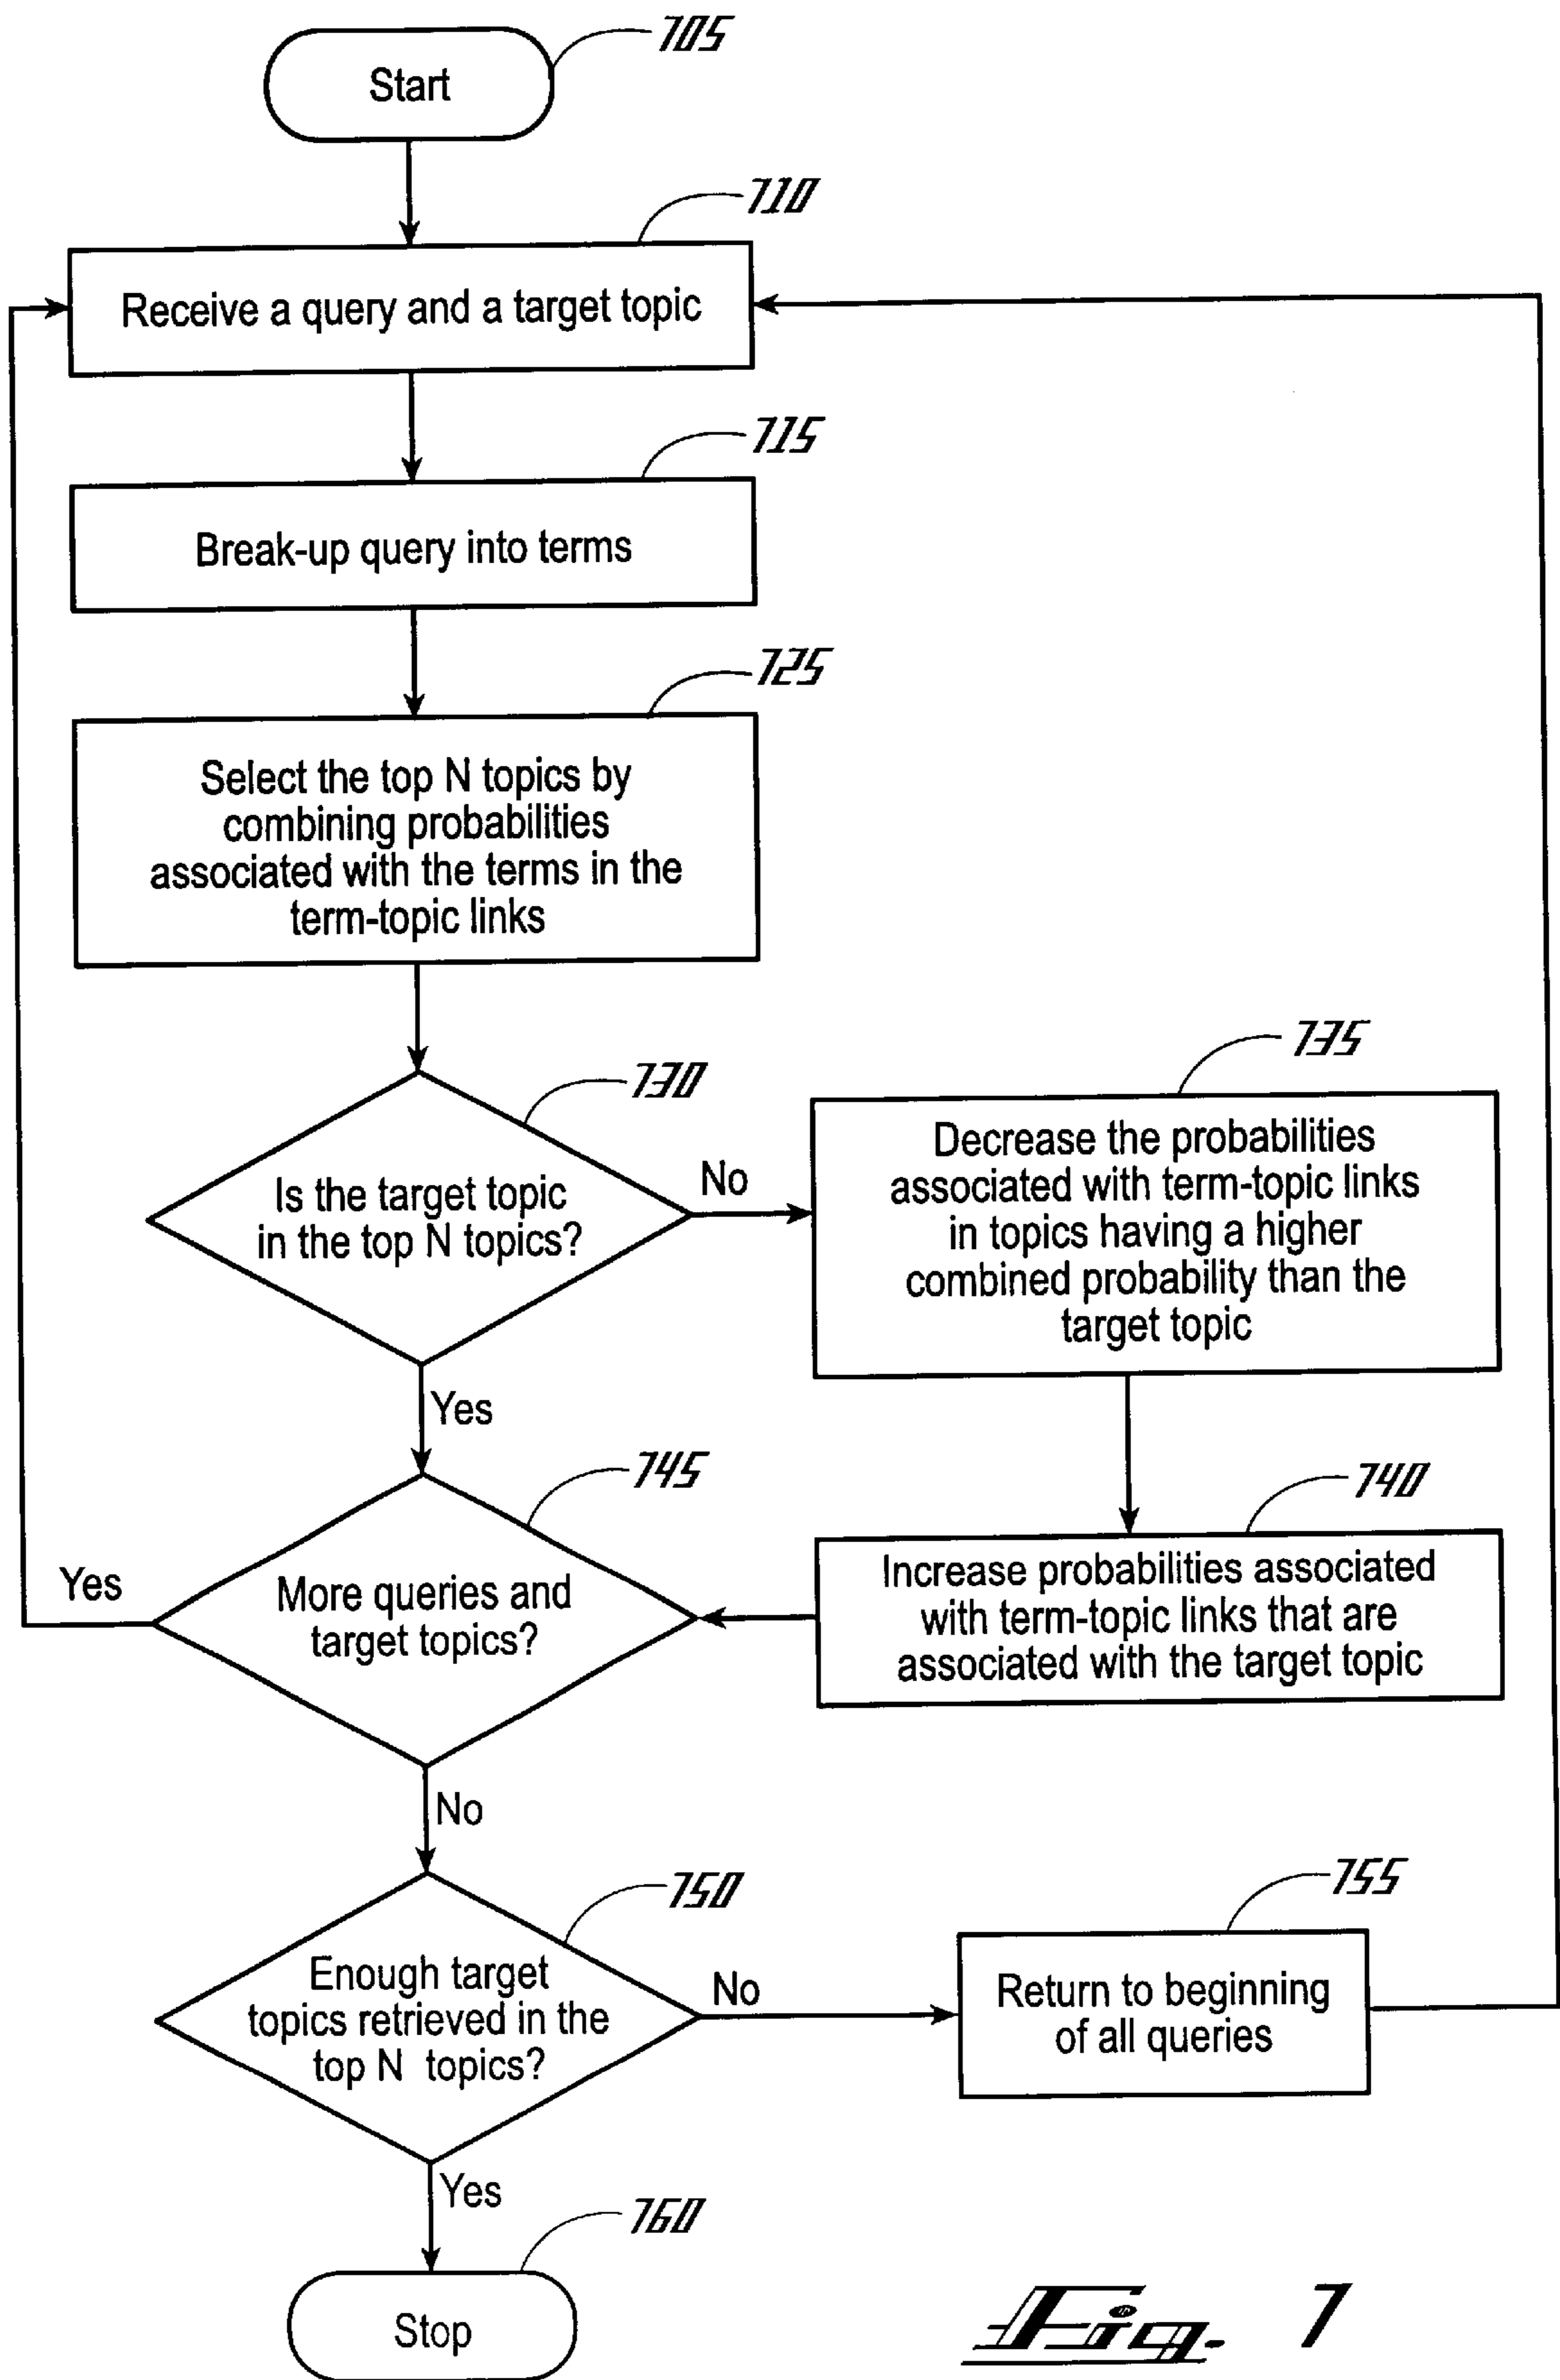 705
Start
710
Receive a query and a target topic
715
Break-up query into terms
725
Select the top N topics by
combining probabilities
associated with the terms in the
term-topic links
730
Is the target topic
in the top N topics?
No
735
Decrease the probabilities
associated with term-topic links
in topics having a higher
combined probability than the
target topic
Yes
745
More queries and
target topics?
Yes
740
Increase probabilities associated
with term-topic links that are
associated with the target topic
No
750
Enough target
topics retrieved in the
top N topics?
No
755
Return to beginning
of all queries
Yes
760
Stop
Fig. 7